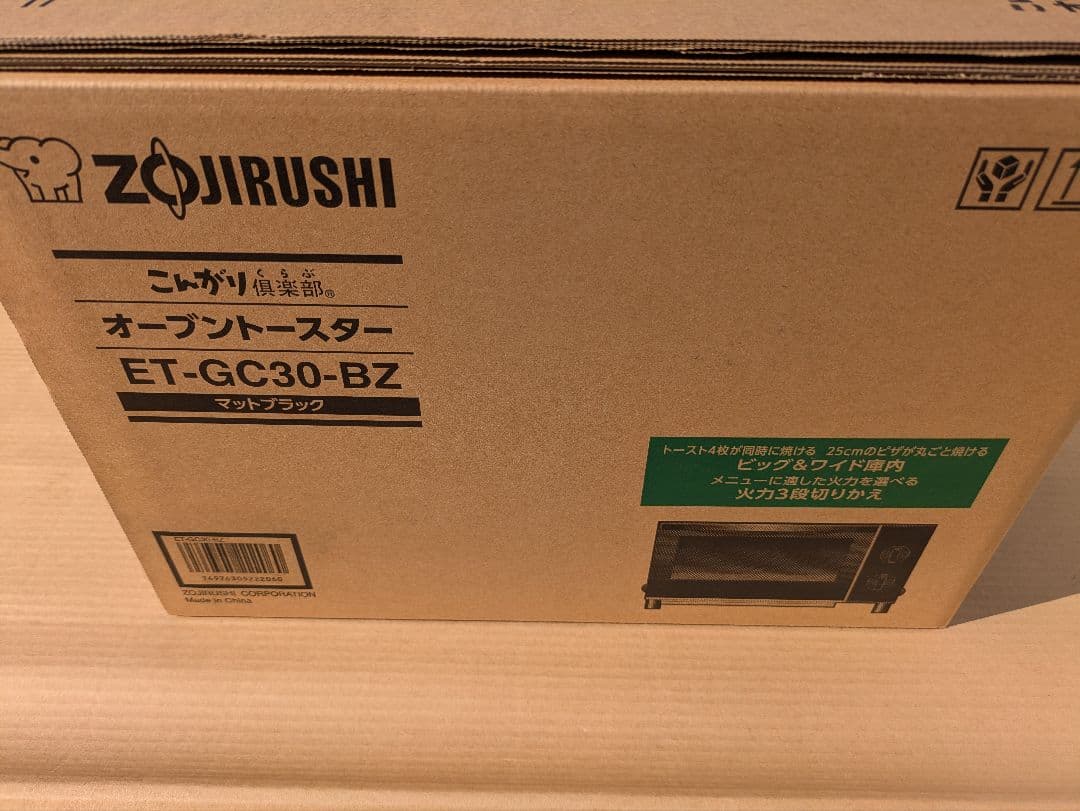 ZOJIRUSHI
くらぶ
こんがり倶楽部®
オーブントースター
ET-GC30-BZ
マットブラック
トースト4枚が同時に焼ける 25cmのピザが丸ごと焼ける
ビッグ&ワイド庫内
メニューに適した火力を選べる
火力3段切りかえ
ET-GC30-BZ
4974305222060
ZOJIRUSHI CORPORATION
Made in China